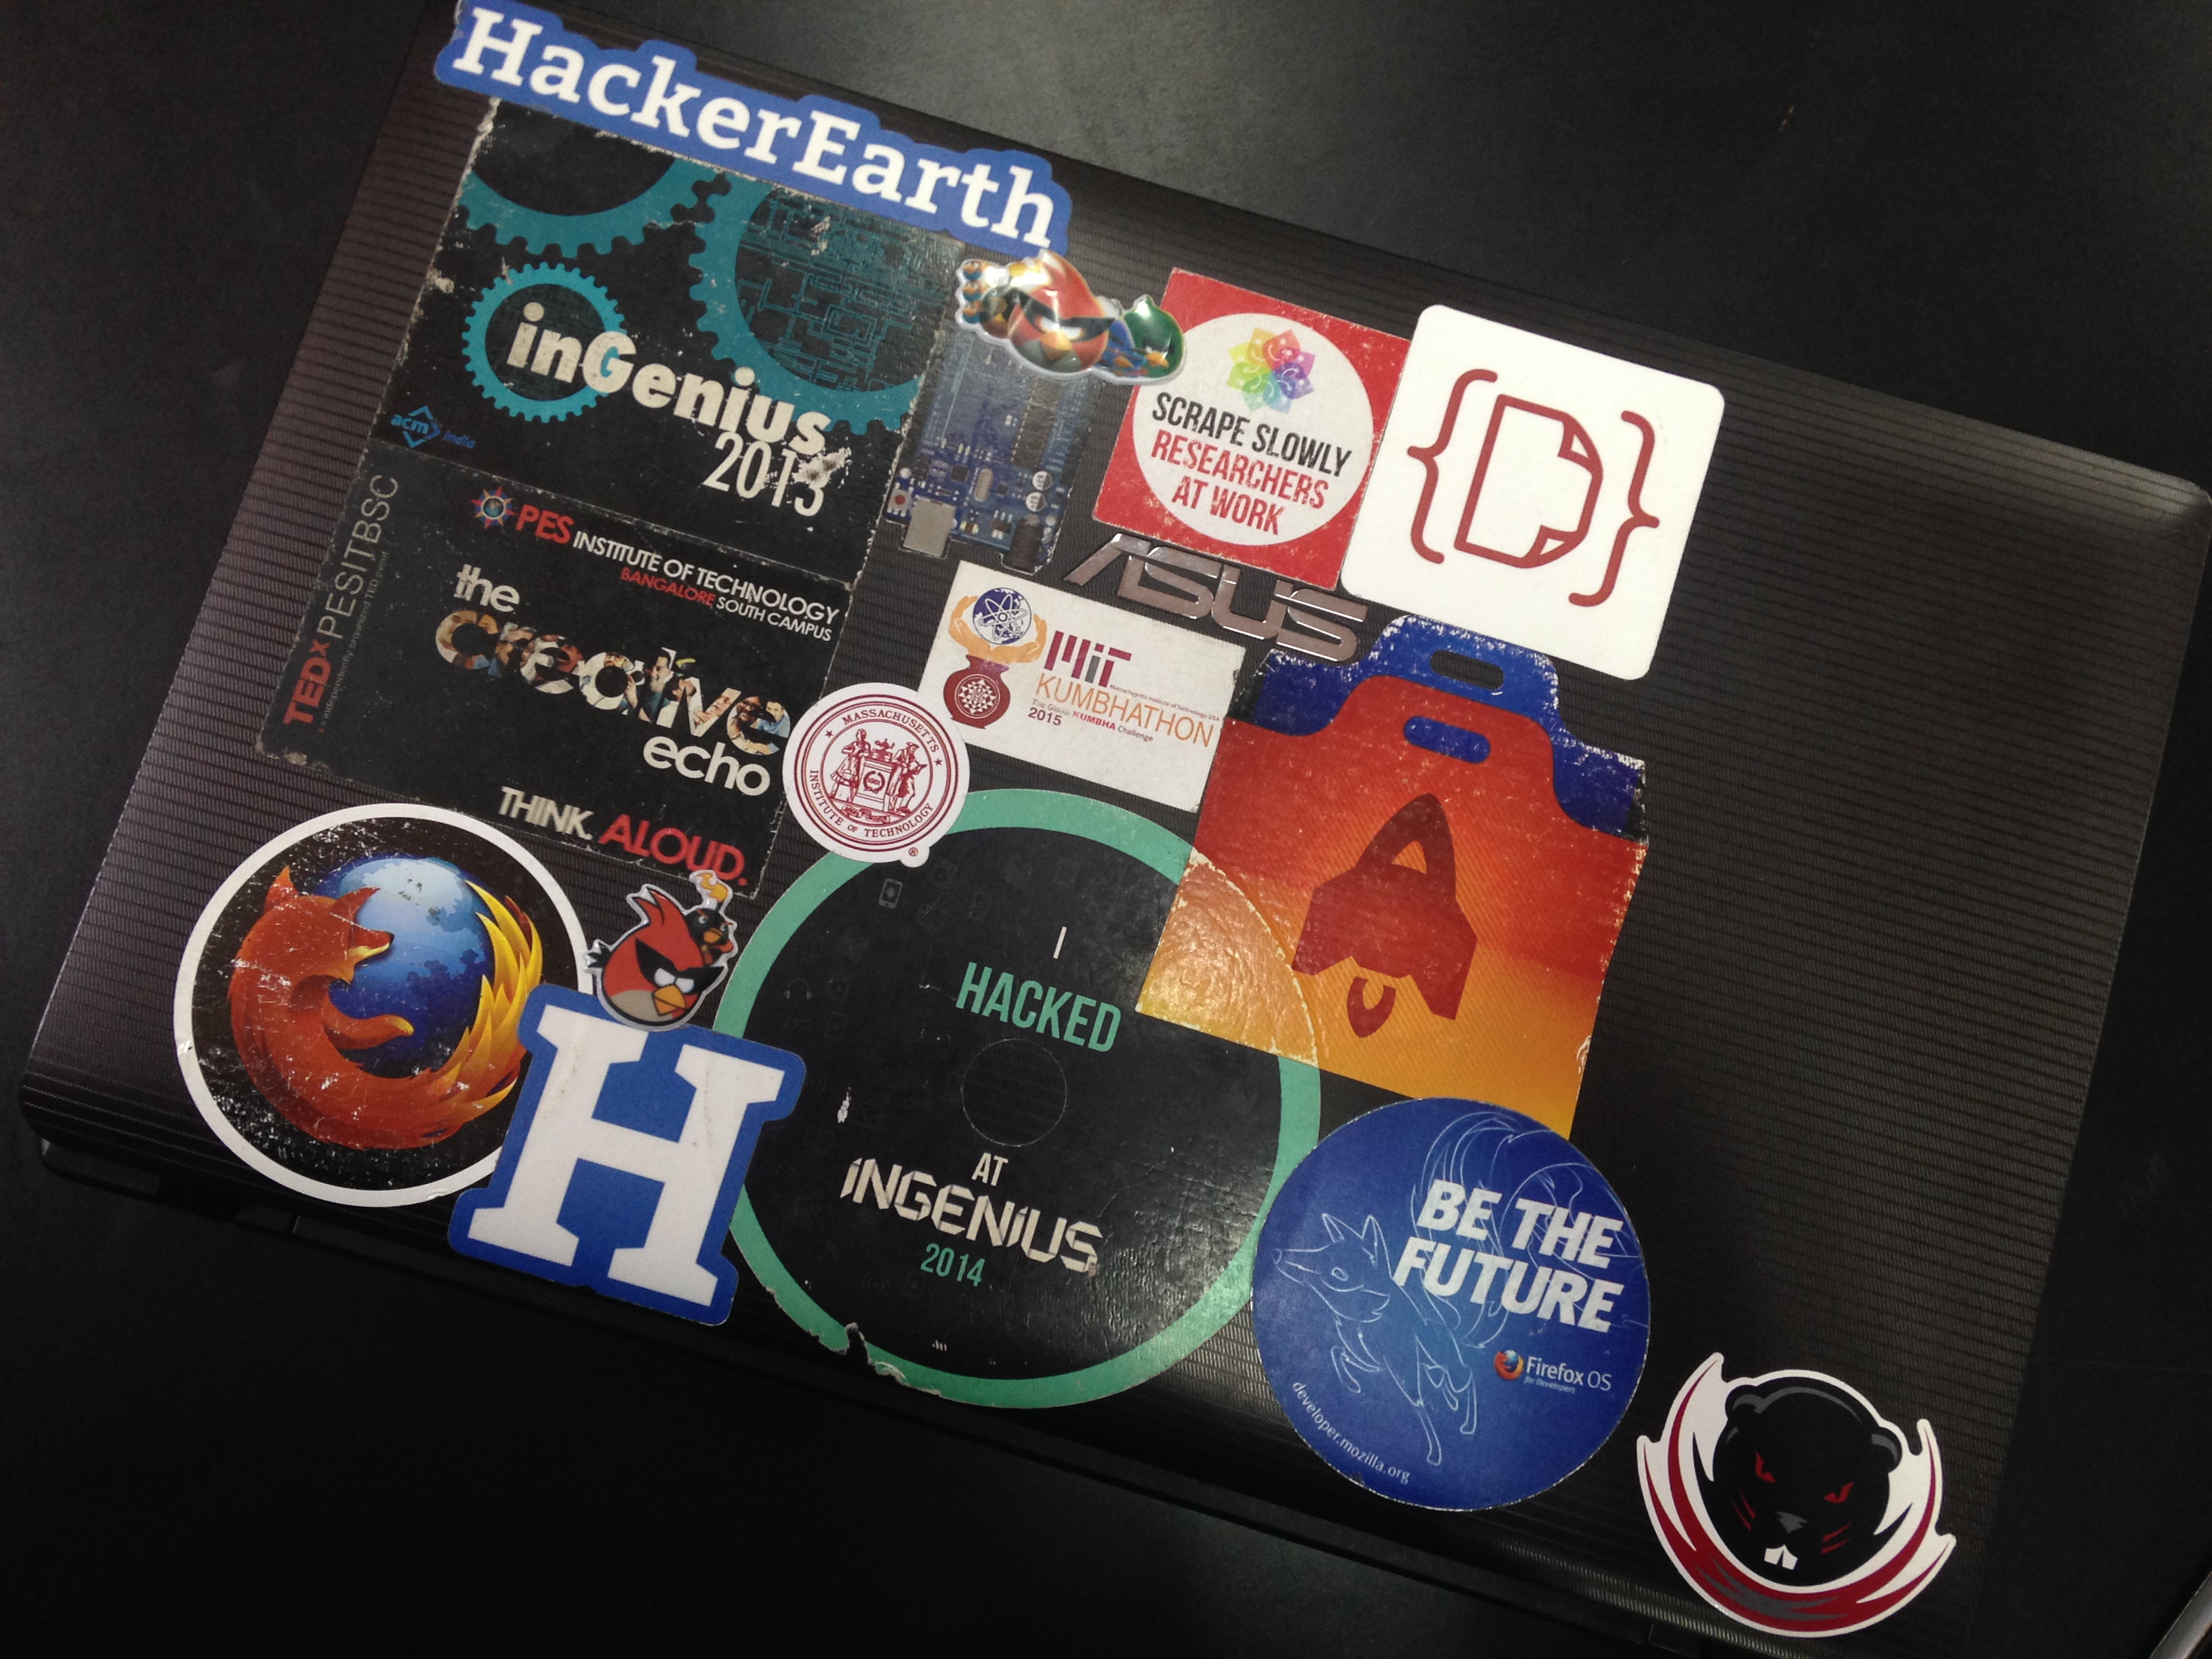 HackerEarth
inGenius
2013
acm india
TEDx PESITBSC
x independently organized TED event
PES INSTITUTE OF TECHNOLOGY
BANGALORE SOUTH CAMPUS
the
creative
echo
THINK ALOUD.
SCRAPE SLOWLY
RESEARCHERS
AT WORK
ASUS
MIT
Massachusetts Institute of Technology USA
KUMBHATHON
The Global KUMBHA Challenge
2015
MASSACHUSETTS
INSTITUTE OF TECHNOLOGY
®
I
HACKED
AT
INGENIUS
2014
H
BE THE
FUTURE
Firefox OS
for Developers
developer.mozilla.org